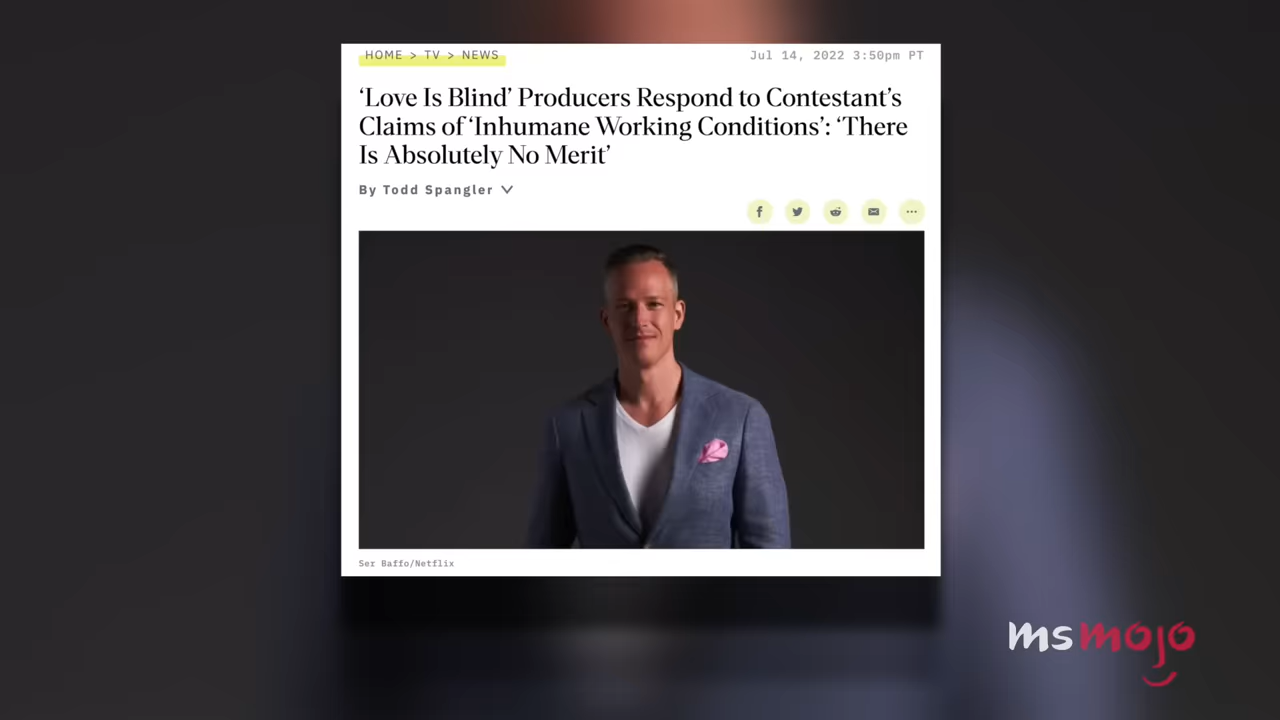 HOME > TV > NEWS
Jul 14, 2022 3:50pm PT
‘Love Is Blind’ Producers Respond to Contestant’s
Claims of ‘Inhumane Working Conditions’: ‘There
Is Absolutely No Merit’
By Todd Spangler
Ser Baffo/Netflix
msmojo